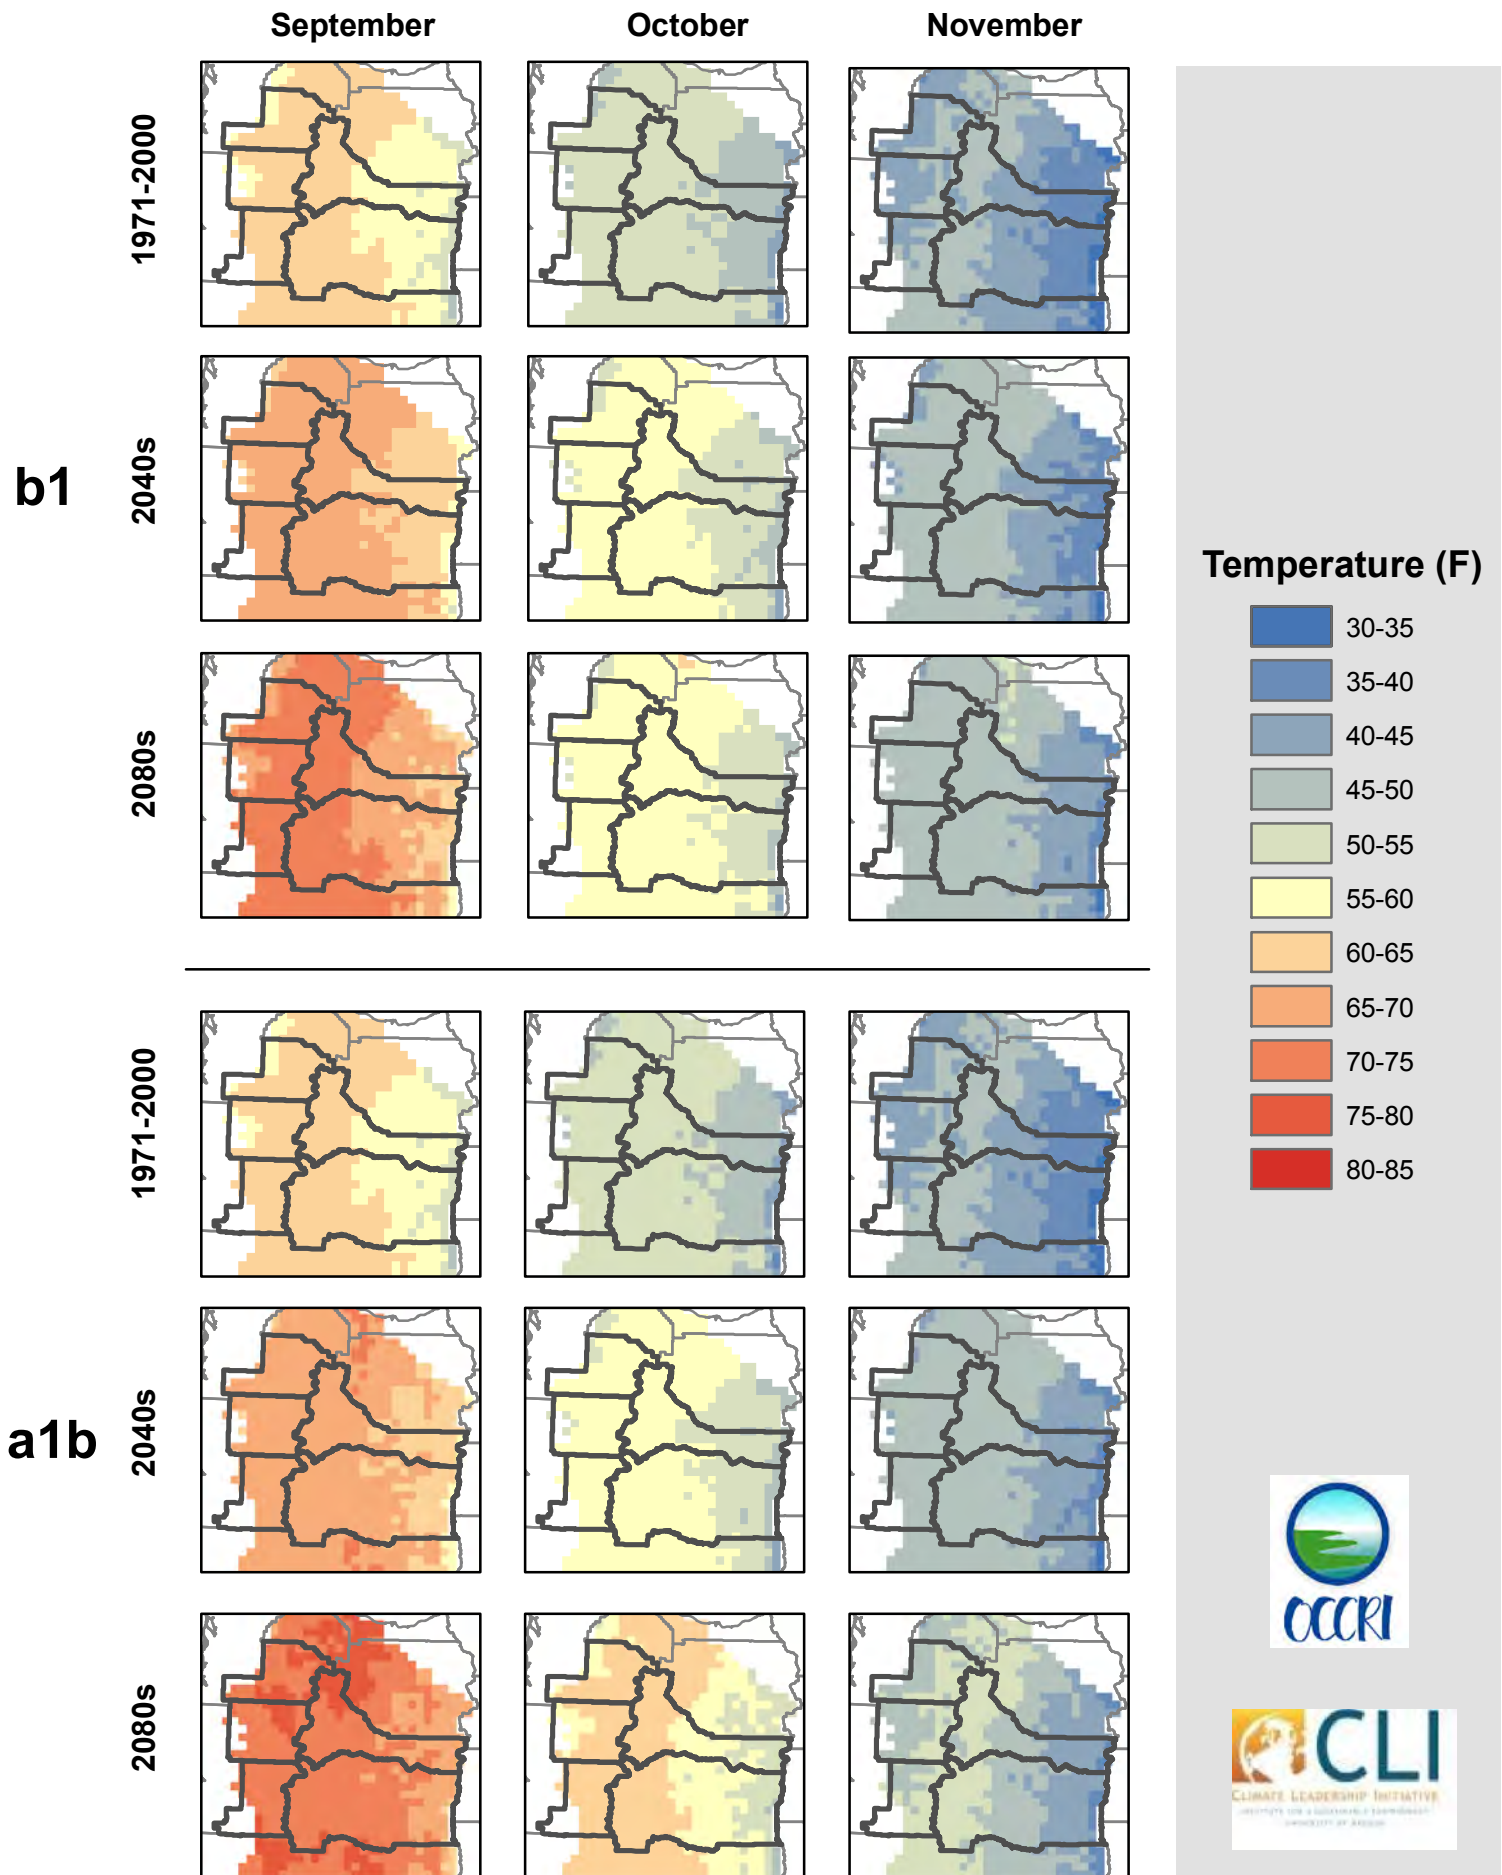 September October November
1971-2000
b1
2040s
2080s
Temperature (F)
30-35
35-40
40-45
45-50
50-55
55-60
60-65
65-70
70-75
75-80
80-85
1971-2000
a1b
2040s
2080s
OCCRI
CLI
CLIMATE LEADERSHIP INITIATIVE